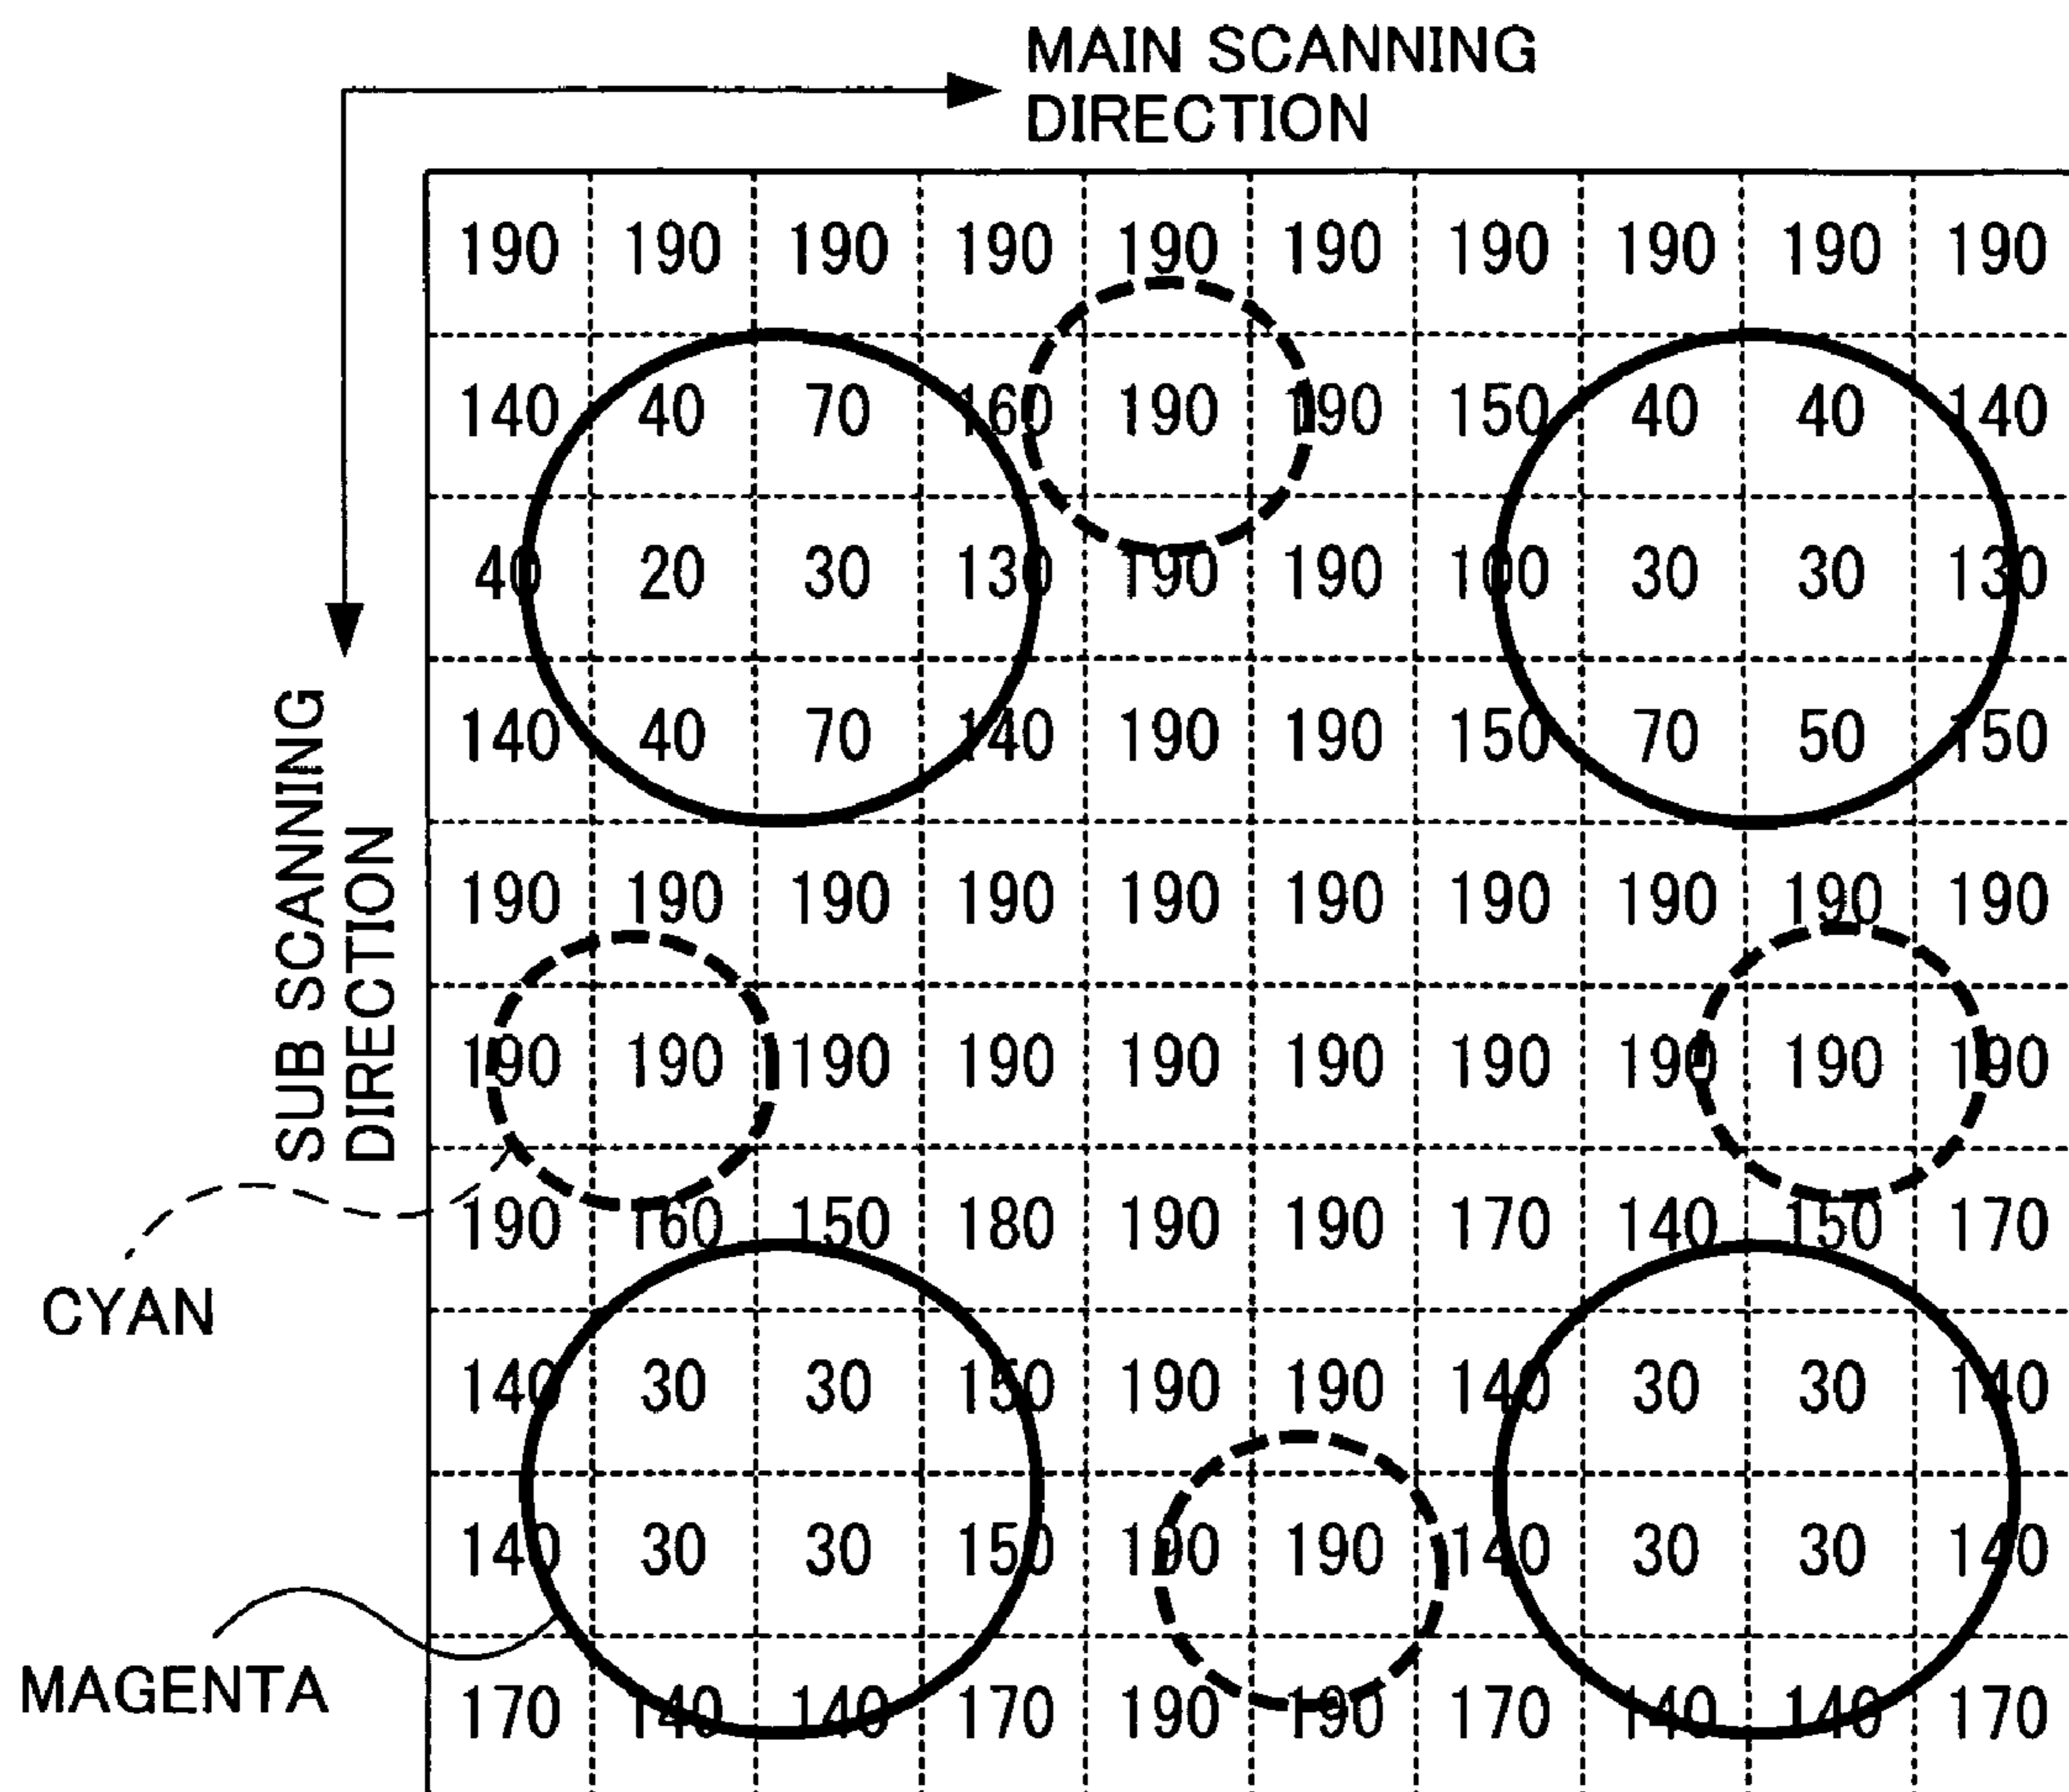 MAIN SCANNING
DIRECTION
SUB SCANNING
DIRECTION
190 190 190 190 190 190 190 190 190 190
140 40 70 160 190 190 150 40 40 140
40 20 30 130 190 190 100 30 30 130
140 40 70 140 190 190 150 70 50 150
190 190 190 190 190 190 190 190 190 190
190 190 190 190 190 190 190 190 190 190
190 160 150 180 190 190 170 140 150 170
CYAN
140 30 30 150 190 190 140 30 30 140
140 30 30 150 190 190 140 30 30 140
MAGENTA
170 140 140 170 190 190 170 140 140 170